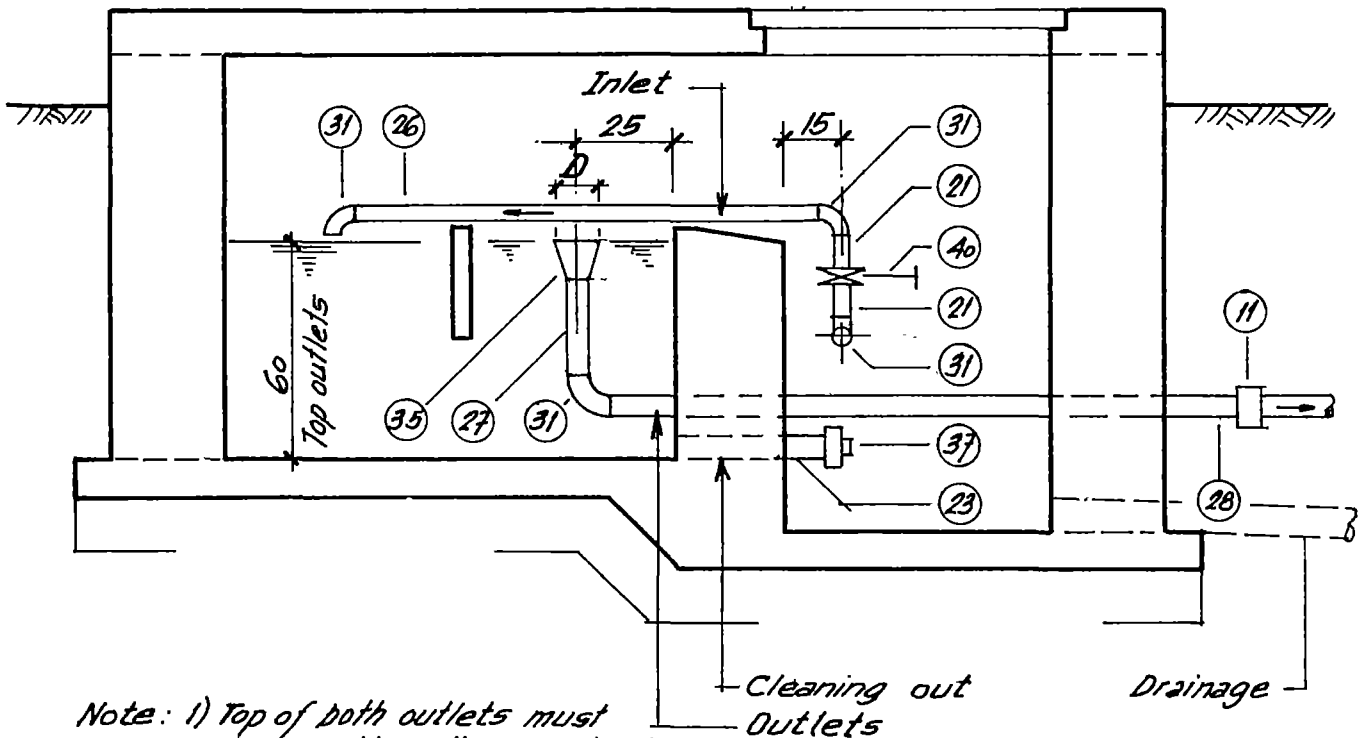 Inlet
31
26
25
15
31
D
21
40
21
11
31
60
Top outlets
35
27
31
37
23
28
Cleaning out
Drainage
Note: 1) Top of both outlets must
Outlets